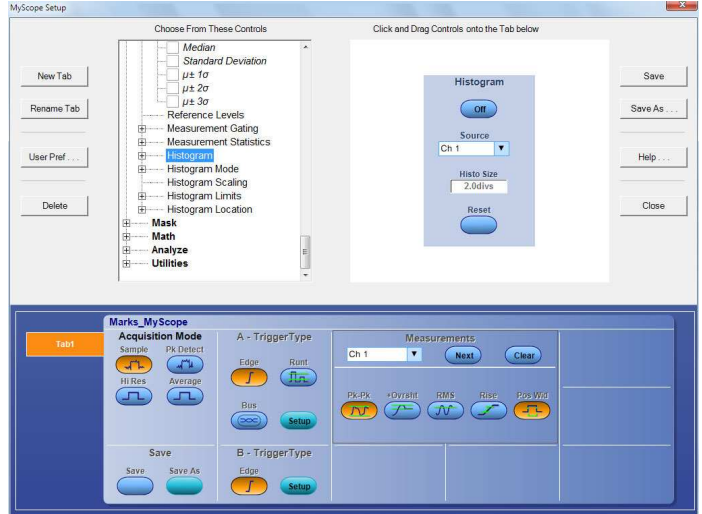 MyScope Setup
Choose From These Controls
Click and Drag Controls onto the Tab below
New Tab
Rename Tab
User Pref . . .
Delete
Median
Standard Deviation
μ± 1σ
μ± 2σ
μ± 3σ
Reference Levels
Measurement Gating
Measurement Statistics
Histogram
Histogram Mode
Histogram Scaling
Histogram Limits
Histogram Location
Mask
Math
Analyze
Utilities
Histogram
Off
Source
Ch 1
Histo Size
2.0divs
Reset
Save
Save As . . .
Help . . .
Close
Tab1
Marks_MyScope
Acquisition Mode
Sample Pk Detect
Hi Res Average
Save
Save Save As
A - TriggerType
Edge Runt
Bus
Setup
B - TriggerType
Edge
Setup
Measurements
Ch 1 Next Clear
Pk-Pk +Ovrsht RMS Rise Pos Wid